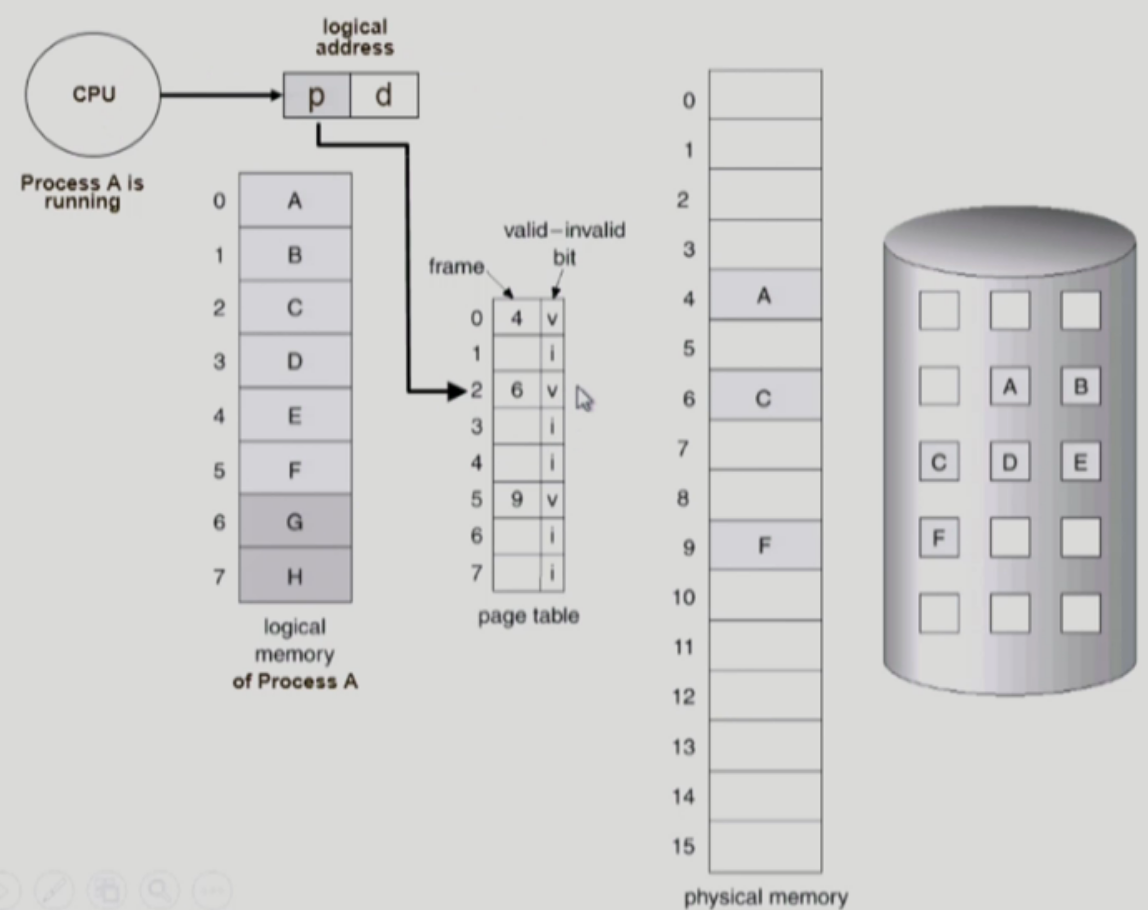 logical
address
CPU
p d
Process A is
running
0 A
1 B
2 C
3 D
4 E
5 F
6 G
7 H
logical
memory
of Process A
valid–invalid
bit
frame
0 4 v
1 i
2 6 v
3 i
4 i
5 9 v
6 i
7 i
page table
0
1
2
3
4 A
5
6 C
7
8
9 F
10
11
12
13
14
15
physical memory
A B
C D E
F